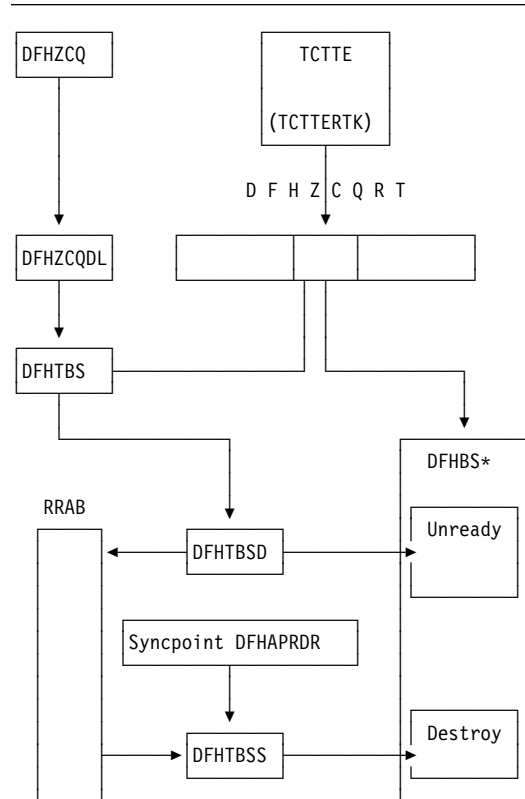 DFHZCQ
TCTTE
(TCTTERTK)
D F H Z C Q R T
DFHZCQDL
DFHTBS
DFHBS*
RRAB
Unready
DFHTBSD
Syncpoint DFHAPRDR
Destroy
DFHTBSS